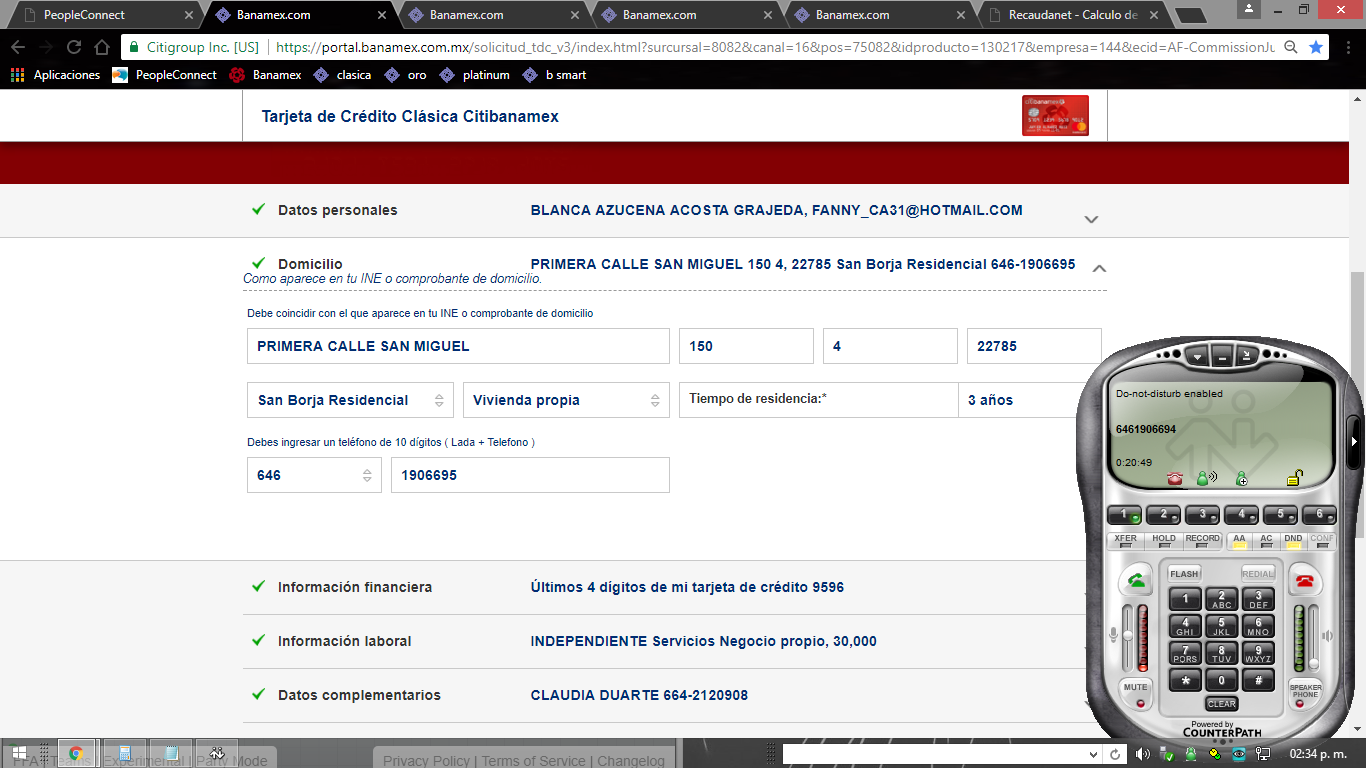 PeopleConnect
Banamex.com
Banamex.com
Banamex.com
Banamex.com
Recaudanet - Calculo de
Citigroup Inc. [US]
https://portal.banamex.com.mx/solicitud_tdc_v3/index.html?surcursal=8082&canal=16&pos=75082&idproducto=130217&empresa=144&ecid=AF-CommissionJu
Aplicaciones
PeopleConnect
Banamex
clasica
oro
platinum
b smart
Tarjeta de Crédito Clásica Citibanamex
Datos personales
BLANCA AZUCENA ACOSTA GRAJEDA, FANNY_CA31@HOTMAIL.COM
Domicilio
PRIMERA CALLE SAN MIGUEL 150 4, 22785 San Borja Residencial 646-1906695
Como aparece en tu INE o comprobante de domicilio.
Debe coincidir con el que aparece en tu INE o comprobante de domicilio
PRIMERA CALLE SAN MIGUEL
150
4
22785
San Borja Residencial
Vivienda propia
Tiempo de residencia:*
3 años
Debes ingresar un teléfono de 10 dígitos ( Lada + Telefono )
646
1906695
Información financiera
Últimos 4 dígitos de mi tarjeta de crédito 9596
Información laboral
INDEPENDIENTE Servicios Negocio propio, 30,000
Datos complementarios
CLAUDIA DUARTE 664-2120908
Do-not-disturb enabled
6461906694
0:20:49
1
2
3
4
5
6
XFER
HOLD
RECORD
AA
AC
DND
CONF
FLASH
REDIAL
1
2 ABC
3 DEF
4 GHI
5 JKL
6 MNO
7 PQRS
8 TUV
9 WXYZ
*
0
#
MUTE
CLEAR
SPEAKER PHONE
Powered by
COUNTERPATH
Experimental | Party Mode
Privacy Policy | Terms of Service | Changelog
02:34 p. m.